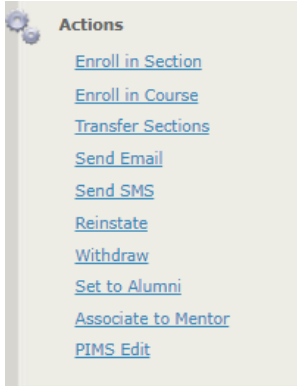 Actions
Enroll in Section
Enroll in Course
Transfer Sections
Send Email
Send SMS
Reinstate
Withdraw
Set to Alumni
Associate to Mentor
PIMS Edit